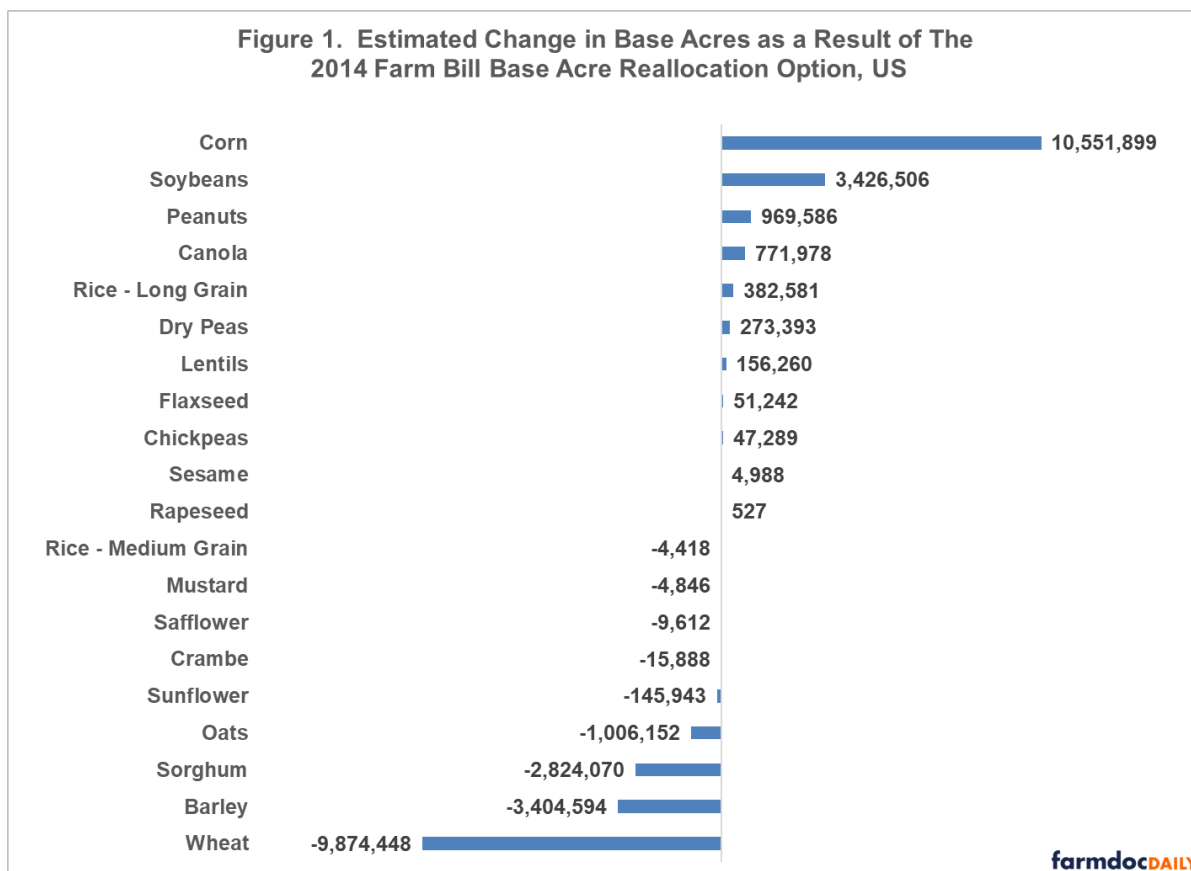 Figure 1.  Estimated Change in Base Acres as a Result of The
2014 Farm Bill Base Acre Reallocation Option, US
Corn 10,551,899
Soybeans 3,426,506
Peanuts 969,586
Canola 771,978
Rice - Long Grain 382,581
Dry Peas 273,393
Lentils 156,260
Flaxseed 51,242
Chickpeas 47,289
Sesame 4,988
Rapeseed 527
Rice - Medium Grain -4,418
Mustard -4,846
Safflower -9,612
Crambe -15,888
Sunflower -145,943
Oats -1,006,152
Sorghum -2,824,070
Barley -3,404,594
Wheat -9,874,448
farmdocDAILY